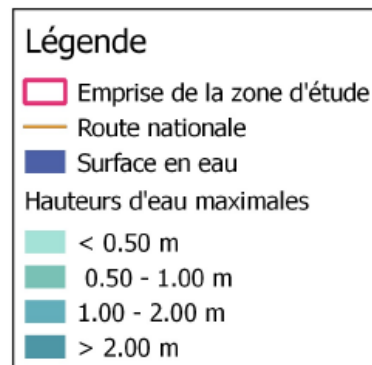 Légende
Emprise de la zone d'étude
Route nationale
Surface en eau
Hauteurs d'eau maximales
< 0.50 m
0.50 - 1.00 m
1.00 - 2.00 m
> 2.00 m